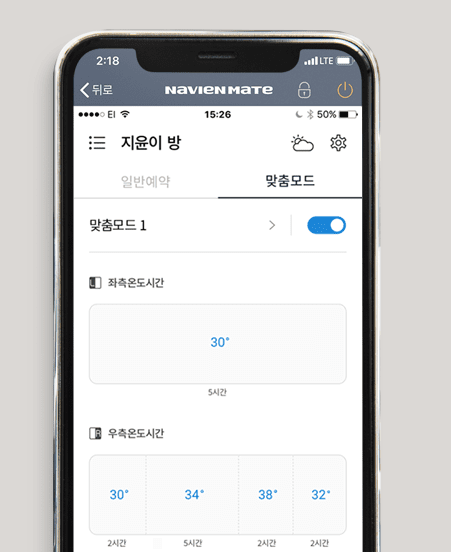 2:18 LTE
뒤로 NAVIEN MATE
EI 15:26 50%
지윤이 방
일반예약 맞춤모드
맞춤모드 1
L 좌측온도시간
30°
5시간
R 우측온도시간
30° 34° 38° 32°
2시간 5시간 2시간 2시간